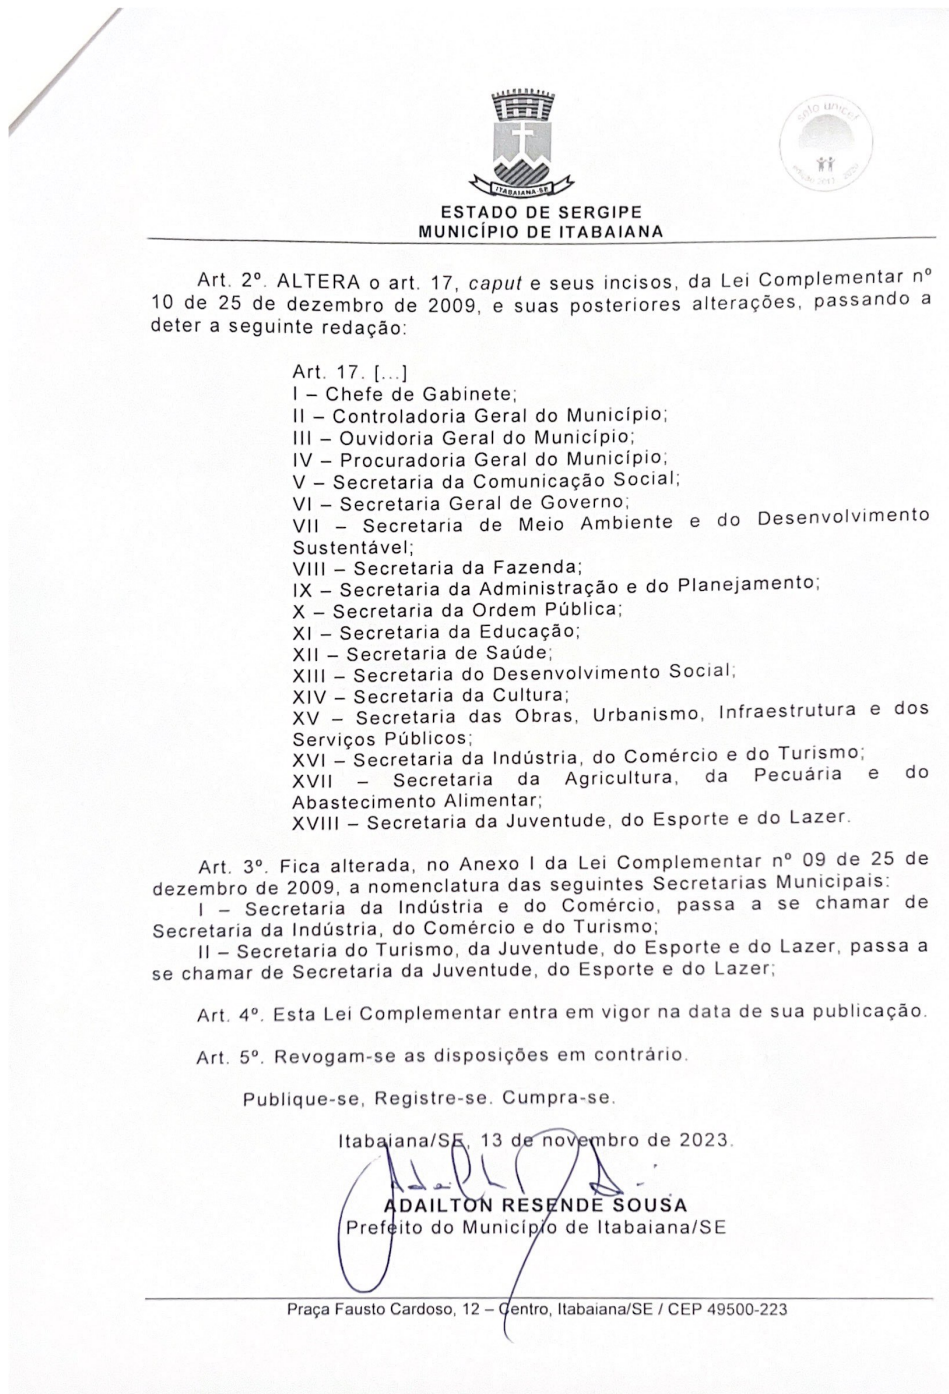 selo unicef
ITABAIANA-SE
ESTADO DE SERGIPE
MUNICÍPIO DE ITABAIANA
Art. 2º. ALTERA o art. 17, caput e seus incisos, da Lei Complementar nº
10 de 25 de dezembro de 2009, e suas posteriores alterações, passando a
deter a seguinte redação:
Art. 17. [...]
I – Chefe de Gabinete;
II – Controladoria Geral do Município;
III – Ouvidoria Geral do Município;
IV – Procuradoria Geral do Município;
V – Secretaria da Comunicação Social;
VI – Secretaria Geral de Governo;
VII – Secretaria de Meio Ambiente e do Desenvolvimento
Sustentável;
VIII – Secretaria da Fazenda;
IX – Secretaria da Administração e do Planejamento;
X – Secretaria da Ordem Pública;
XI – Secretaria da Educação;
XII – Secretaria de Saúde;
XIII – Secretaria do Desenvolvimento Social;
XIV – Secretaria da Cultura;
XV – Secretaria das Obras, Urbanismo, Infraestrutura e dos
Serviços Públicos;
XVI – Secretaria da Indústria, do Comércio e do Turismo;
XVII – Secretaria da Agricultura, da Pecuária e do
Abastecimento Alimentar;
XVIII – Secretaria da Juventude, do Esporte e do Lazer.
Art. 3º. Fica alterada, no Anexo I da Lei Complementar nº 09 de 25 de
dezembro de 2009, a nomenclatura das seguintes Secretarias Municipais:
I – Secretaria da Indústria e do Comércio, passa a se chamar de
Secretaria da Indústria, do Comércio e do Turismo;
II – Secretaria do Turismo, da Juventude, do Esporte e do Lazer, passa a
se chamar de Secretaria da Juventude, do Esporte e do Lazer;
Art. 4º. Esta Lei Complementar entra em vigor na data de sua publicação.
Art. 5º. Revogam-se as disposições em contrário.
Publique-se, Registre-se. Cumpra-se.
Itabaiana/SE, 13 de novembro de 2023.
ADAILTON RESENDE SOUSA
Prefeito do Município de Itabaiana/SE
Praça Fausto Cardoso, 12 – Centro, Itabaiana/SE / CEP 49500-223